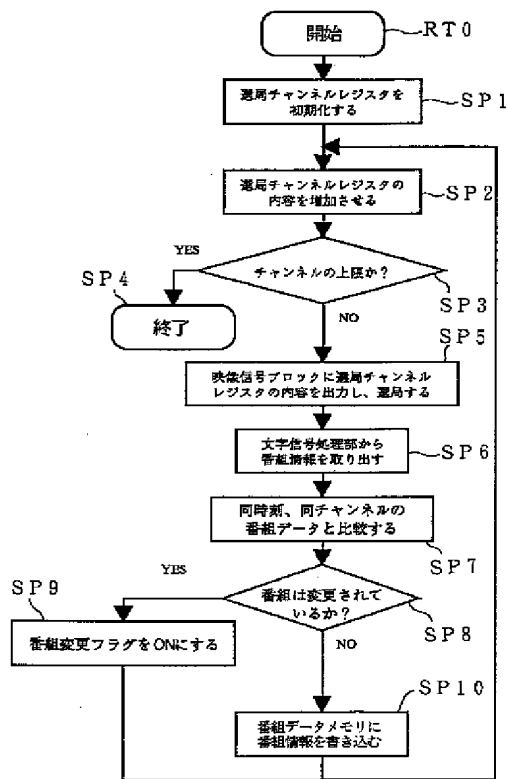 開始
RT0
選局チャンネルレジスタを
初期化する
SP1
選局チャンネルレジスタの
内容を増加させる
SP2
YES
チャンネルの上限か？
SP3
SP4
終了
NO
SP5
映像信号ブロックに選局チャンネル
レジスタの内容を出力し、選局する
文字信号処理部から
番組情報を取り出す
SP6
同時刻、同チャンネルの
番組データと比較する
SP7
YES
番組は変更されて
いるか？
SP8
SP9
番組変更フラグをONにする
NO
SP10
番組データメモリに
番組情報を書き込む